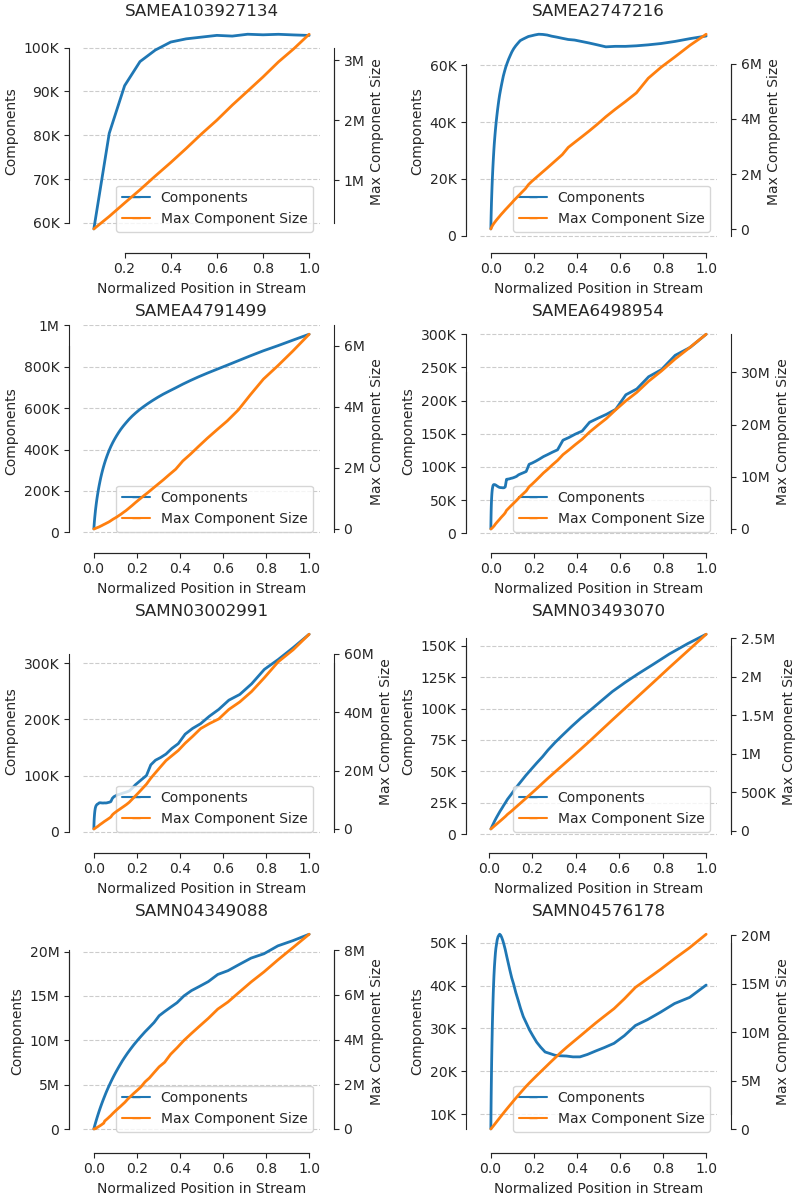 SAMEA103927134
100K
90K
80K
70K
60K
Components
3M
2M
1M
Max Component Size
Components
Max Component Size
0.2 0.4 0.6 0.8 1.0
Normalized Position in Stream
SAMEA2747216
60K
40K
20K
0
Components
6M
4M
2M
0
Max Component Size
Components
Max Component Size
0.0 0.2 0.4 0.6 0.8 1.0
Normalized Position in Stream
SAMEA4791499
1M
800K
600K
400K
200K
0
Components
6M
4M
2M
0
Max Component Size
Components
Max Component Size
0.0 0.2 0.4 0.6 0.8 1.0
Normalized Position in Stream
SAMEA6498954
300K
250K
200K
150K
100K
50K
0
Components
30M
20M
10M
0
Max Component Size
Components
Max Component Size
0.0 0.2 0.4 0.6 0.8 1.0
Normalized Position in Stream
SAMN03002991
300K
200K
100K
0
Components
60M
40M
20M
0
Max Component Size
Components
Max Component Size
0.0 0.2 0.4 0.6 0.8 1.0
Normalized Position in Stream
SAMN03493070
150K
125K
100K
75K
50K
25K
0
Components
2.5M
2M
1.5M
1M
500K
0
Max Component Size
Components
Max Component Size
0.0 0.2 0.4 0.6 0.8 1.0
Normalized Position in Stream
SAMN04349088
20M
15M
10M
5M
0
Components
8M
6M
4M
2M
0
Max Component Size
Components
Max Component Size
0.0 0.2 0.4 0.6 0.8 1.0
Normalized Position in Stream
SAMN04576178
50K
40K
30K
20K
10K
Components
20M
15M
10M
5M
0
Max Component Size
Components
Max Component Size
0.0 0.2 0.4 0.6 0.8 1.0
Normalized Position in Stream